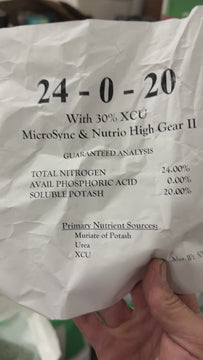 24 - 0 - 20
With 30% XCU
MicroSync & Nutrio High Gear II
GUARANTEED ANALYSIS
TOTAL NITROGEN 24.00%
AVAIL PHOSPHORIC ACID 0.00%
SOLUBLE POTASH 20.00%
Primary Nutrient Sources:
Muriate of Potash
Urea
XCU